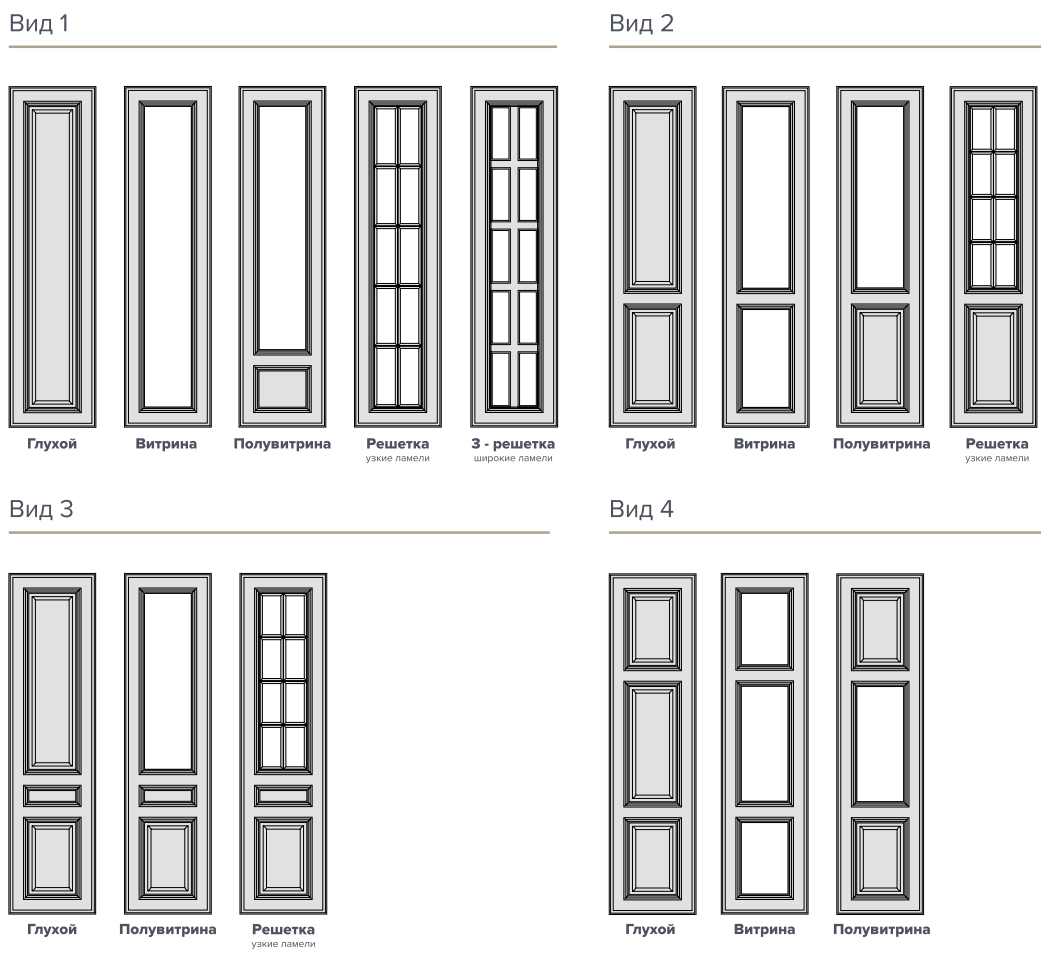 Вид 1
Глухой
Витрина
Полувитрина
Решетка
узкие ламели
3 - решетка
широкие ламели
Вид 2
Глухой
Витрина
Полувитрина
Решетка
узкие ламели
Вид 3
Глухой
Полувитрина
Решетка
узкие ламели
Вид 4
Глухой
Витрина
Полувитрина